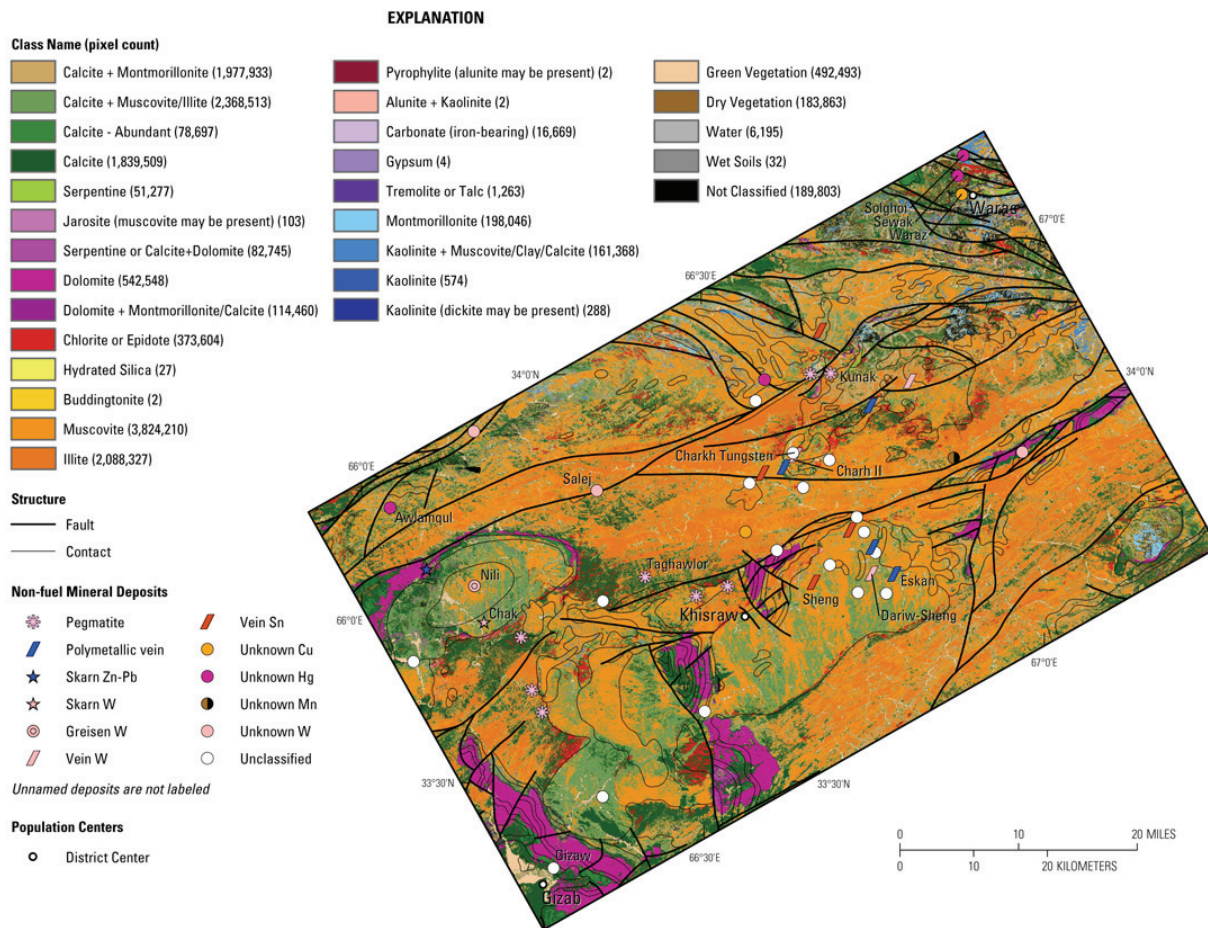 EXPLANATION
Class Name (pixel count)
Calcite + Montmorillonite (1,977,933)
Calcite + Muscovite/Illite (2,368,513)
Calcite - Abundant (78,697)
Calcite (1,839,509)
Serpentine (51,277)
Jarosite (muscovite may be present) (103)
Serpentine or Calcite+Dolomite (82,745)
Dolomite (542,548)
Dolomite + Montmorillonite/Calcite (114,460)
Chlorite or Epidote (373,604)
Hydrated Silica (27)
Buddingtonite (2)
Muscovite (3,824,210)
Illite (2,088,327)
Pyrophylite (alunite may be present) (2)
Alunite + Kaolinite (2)
Carbonate (iron-bearing) (16,669)
Gypsum (4)
Tremolite or Talc (1,263)
Montmorillonite (198,046)
Kaolinite + Muscovite/Clay/Calcite (161,368)
Kaolinite (574)
Kaolinite (dickite may be present) (288)
Green Vegetation (492,493)
Dry Vegetation (183,863)
Water (6,195)
Wet Soils (32)
Not Classified (189,803)
Structure
Fault
Contact
Non-fuel Mineral Deposits
Pegmatite
Polymetallic vein
Skarn Zn-Pb
Skarn W
Greisen W
Vein W
Vein Sn
Unknown Cu
Unknown Hg
Unknown Mn
Unknown W
Unclassified
Unnamed deposits are not labeled
Population Centers
District Center
Solghoi
Sewak
Waraz
Waras
67°0'E
66°30'E
34°0'N
Kunak
34°0'N
Charkh Tungsten
Charh II
66°0'E
Salej
Awlamqul
Taghawlor
Nili
Chak
Eskan
Sheng
Dariw-Sheng
Khisraw
66°0'E
67°0'E
33°30'N
33°30'N
66°30'E
Gizaw
Gizab
0 10 20 MILES
0 10 20 KILOMETERS